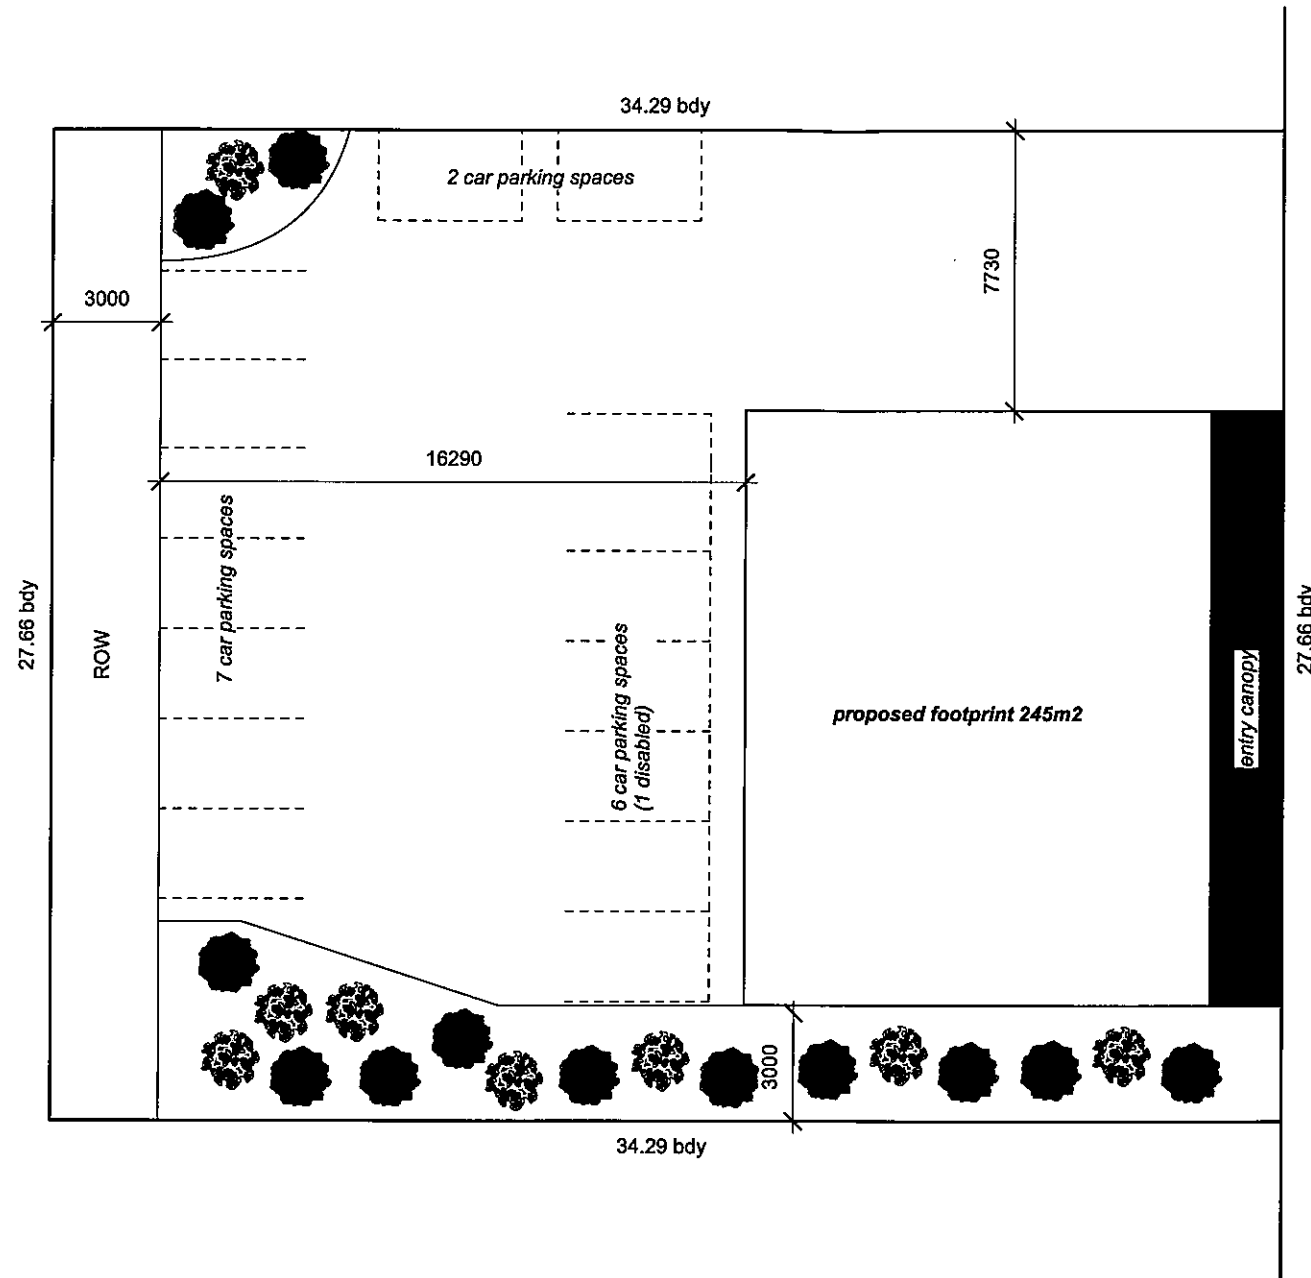 34.29 bdy
2 car parking spaces
7730
3000
16290
7 car parking spaces
27.66 bdy
ROW
6 car parking spaces
(1 disabled)
proposed footprint 245m2
entry canopy
27.66 bdy
3000
34.29 bdy